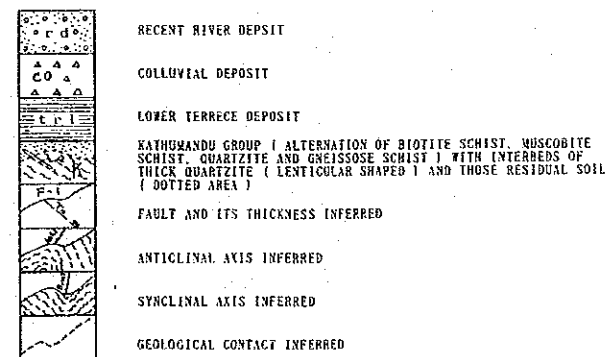 rd
RECENT RIVER DEPSIT
CO
COLLUVIAL DEPOSIT
trl
LOWER TERRECE DEPOSIT
KATHUMANDU GROUP ( ALTERNATION OF BIOTITE SCHIST, MUSCOBITE
SCHIST, QUARTZITE AND GNEISSOSE SCHIST ) WITH INTERBEDS OF
THICK QUARTZITE ( LENTICULAR SHAPED ) AND THOSE RESIDUAL SOIL
( DOTTED AREA )
F-1
FAULT AND ITS THICKNESS INFERRED
ANTICLINAL AXIS INFERRED
SYNCLINAL AXIS INFERRED
GEOLOGICAL CONTACT INFERRED